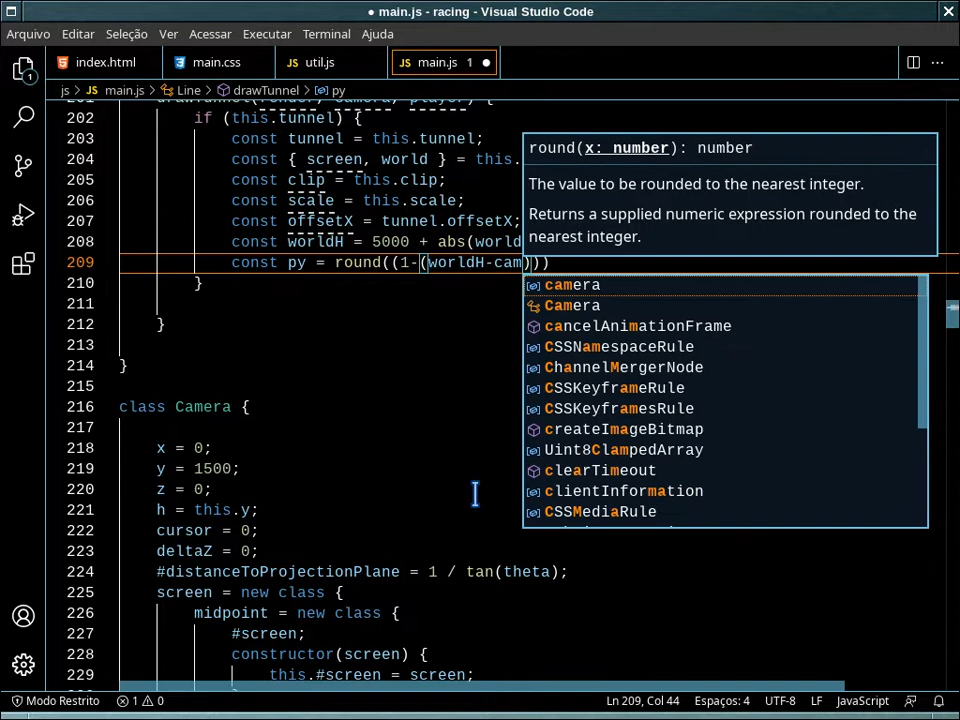 ● main.js - racing - Visual Studio Code
Arquivo Editar Seleção Ver Acessar Executar Terminal Ajuda
index.html main.css util.js main.js 1 ●
js > main.js > Line > drawTunnel > py
201 drawTunnel(render, camera, player) {
202 if (this.tunnel) {
203 const tunnel = this.tunnel;
204 const { screen, world } = this.
205 const clip = this.clip;
206 const scale = this.scale;
207 const offsetX = tunnel.offsetX;
208 const worldH = 5000 + abs(world
209 const py = round((1-(worldH-cam)))
210 }
211
212 }
213
214 }
215
216 class Camera {
217
218 x = 0;
219 y = 1500;
220 z = 0;
221 h = this.y;
222 cursor = 0;
223 deltaZ = 0;
224 #distanceToProjectionPlane = 1 / tan(theta);
225 screen = new class {
226 midpoint = new class {
227 #screen;
228 constructor(screen) {
229 this.#screen = screen;
round(x: number): number
The value to be rounded to the nearest integer.
Returns a supplied numeric expression rounded to the
nearest integer.
camera
Camera
cancelAnimationFrame
CSSNamespaceRule
ChannelMergerNode
CSSKeyframeRule
CSSKeyframesRule
createImageBitmap
Uint8ClampedArray
clearTimeout
clientInformation
CSSMediaRule
1
Modo Restrito 1 0 Ln 209, Col 44 Espaços: 4 UTF-8 LF JavaScript